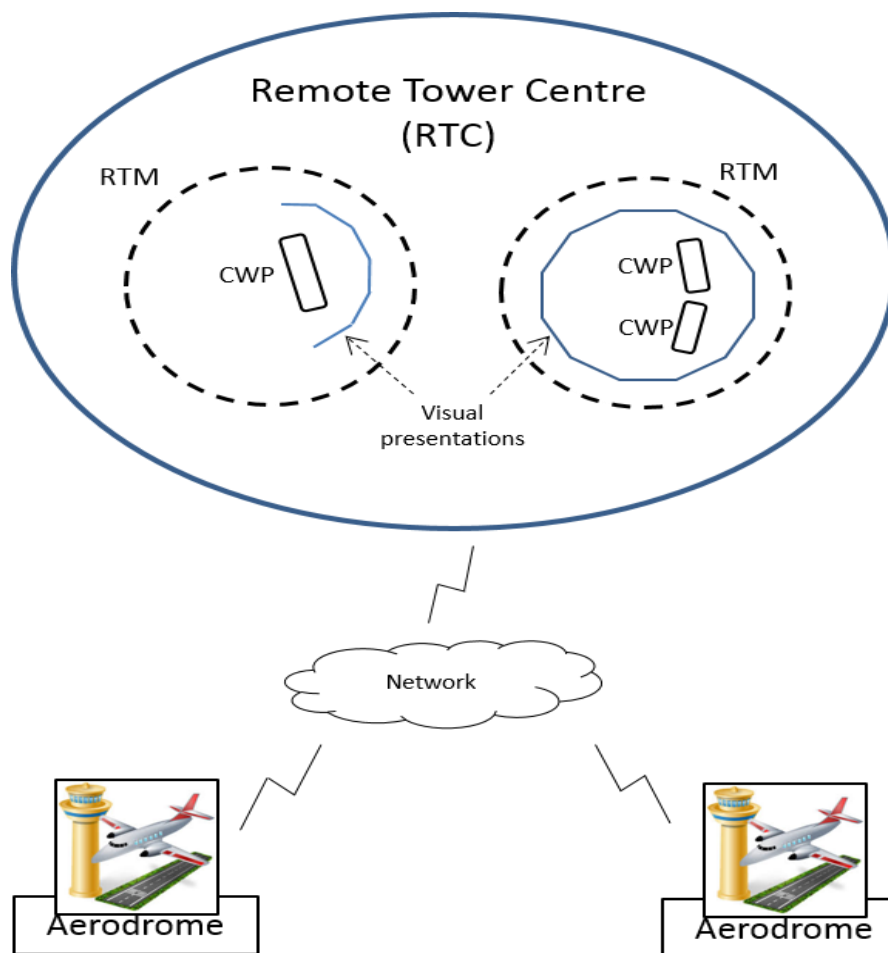 Remote Tower Centre
(RTC)
RTM
RTM
CWP
CWP
CWP
Visual
presentations
Network
Aerodrome
Aerodrome